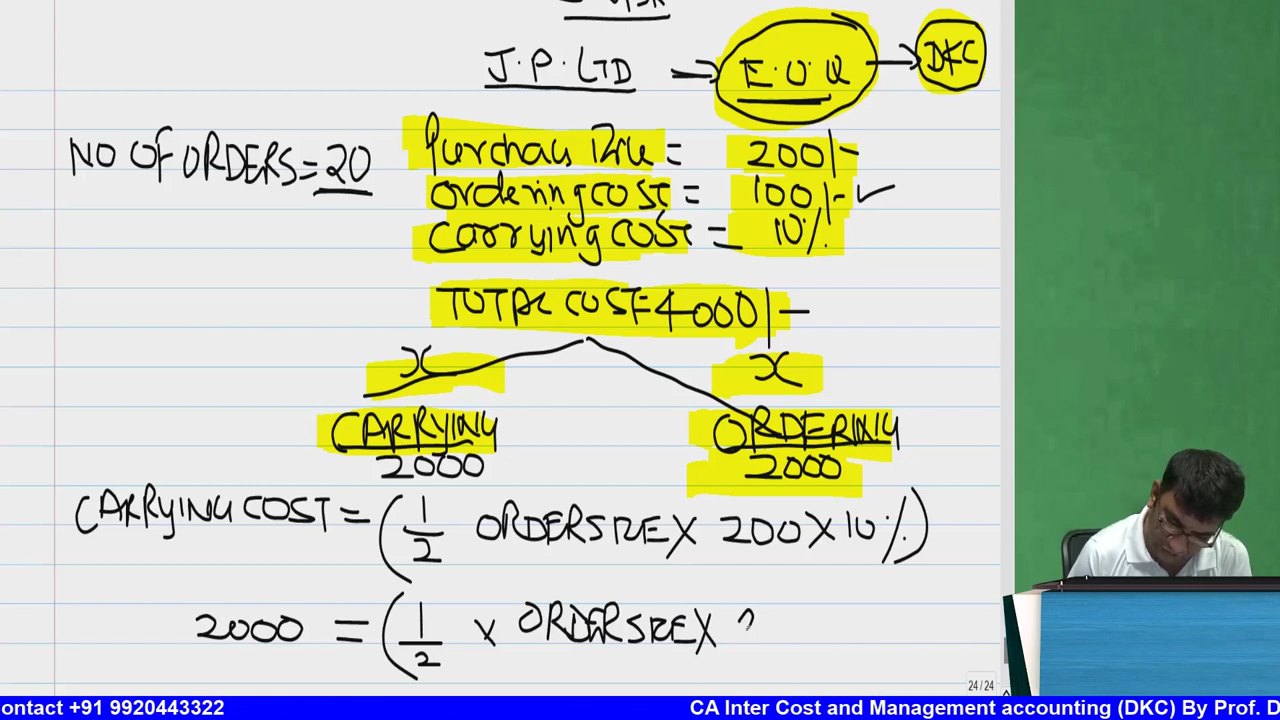 J.P. LTD → E.O.Q → DKC
NO OF ORDERS = 20
Purchas Price = 200/-
ordering cost = 100/- ✓
carrying cost = 10%
TOTAL COST = 4000/-
x x
CARRYING ORDERING
2000 2000
CARRYING COST = (1/2 ORDERSIZE X 200 X 10%)
2000 = (1/2 x ORDERSIZE X 2
24 / 24
ontact +91 9920443322 CA Inter Cost and Management accounting (DKC) By Prof. D